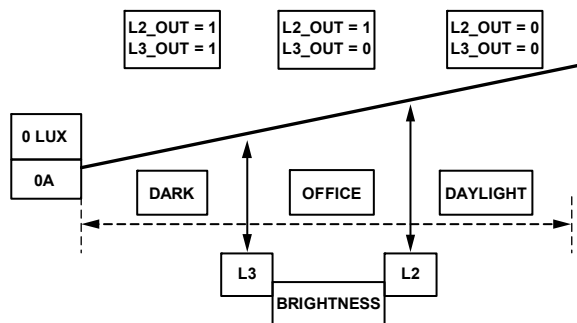 L2_OUT = 1
L3_OUT = 1
L2_OUT = 1
L3_OUT = 0
L2_OUT = 0
L3_OUT = 0
0 LUX
0A
DARK
OFFICE
DAYLIGHT
L3
L2
BRIGHTNESS